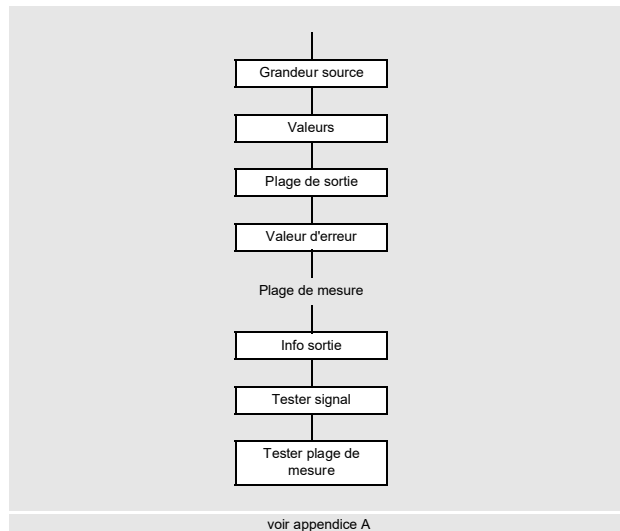 Grandeur source
Valeurs
Plage de sortie
Valeur d'erreur
Plage de mesure
Info sortie
Tester signal
Tester plage de
mesure
voir appendice A